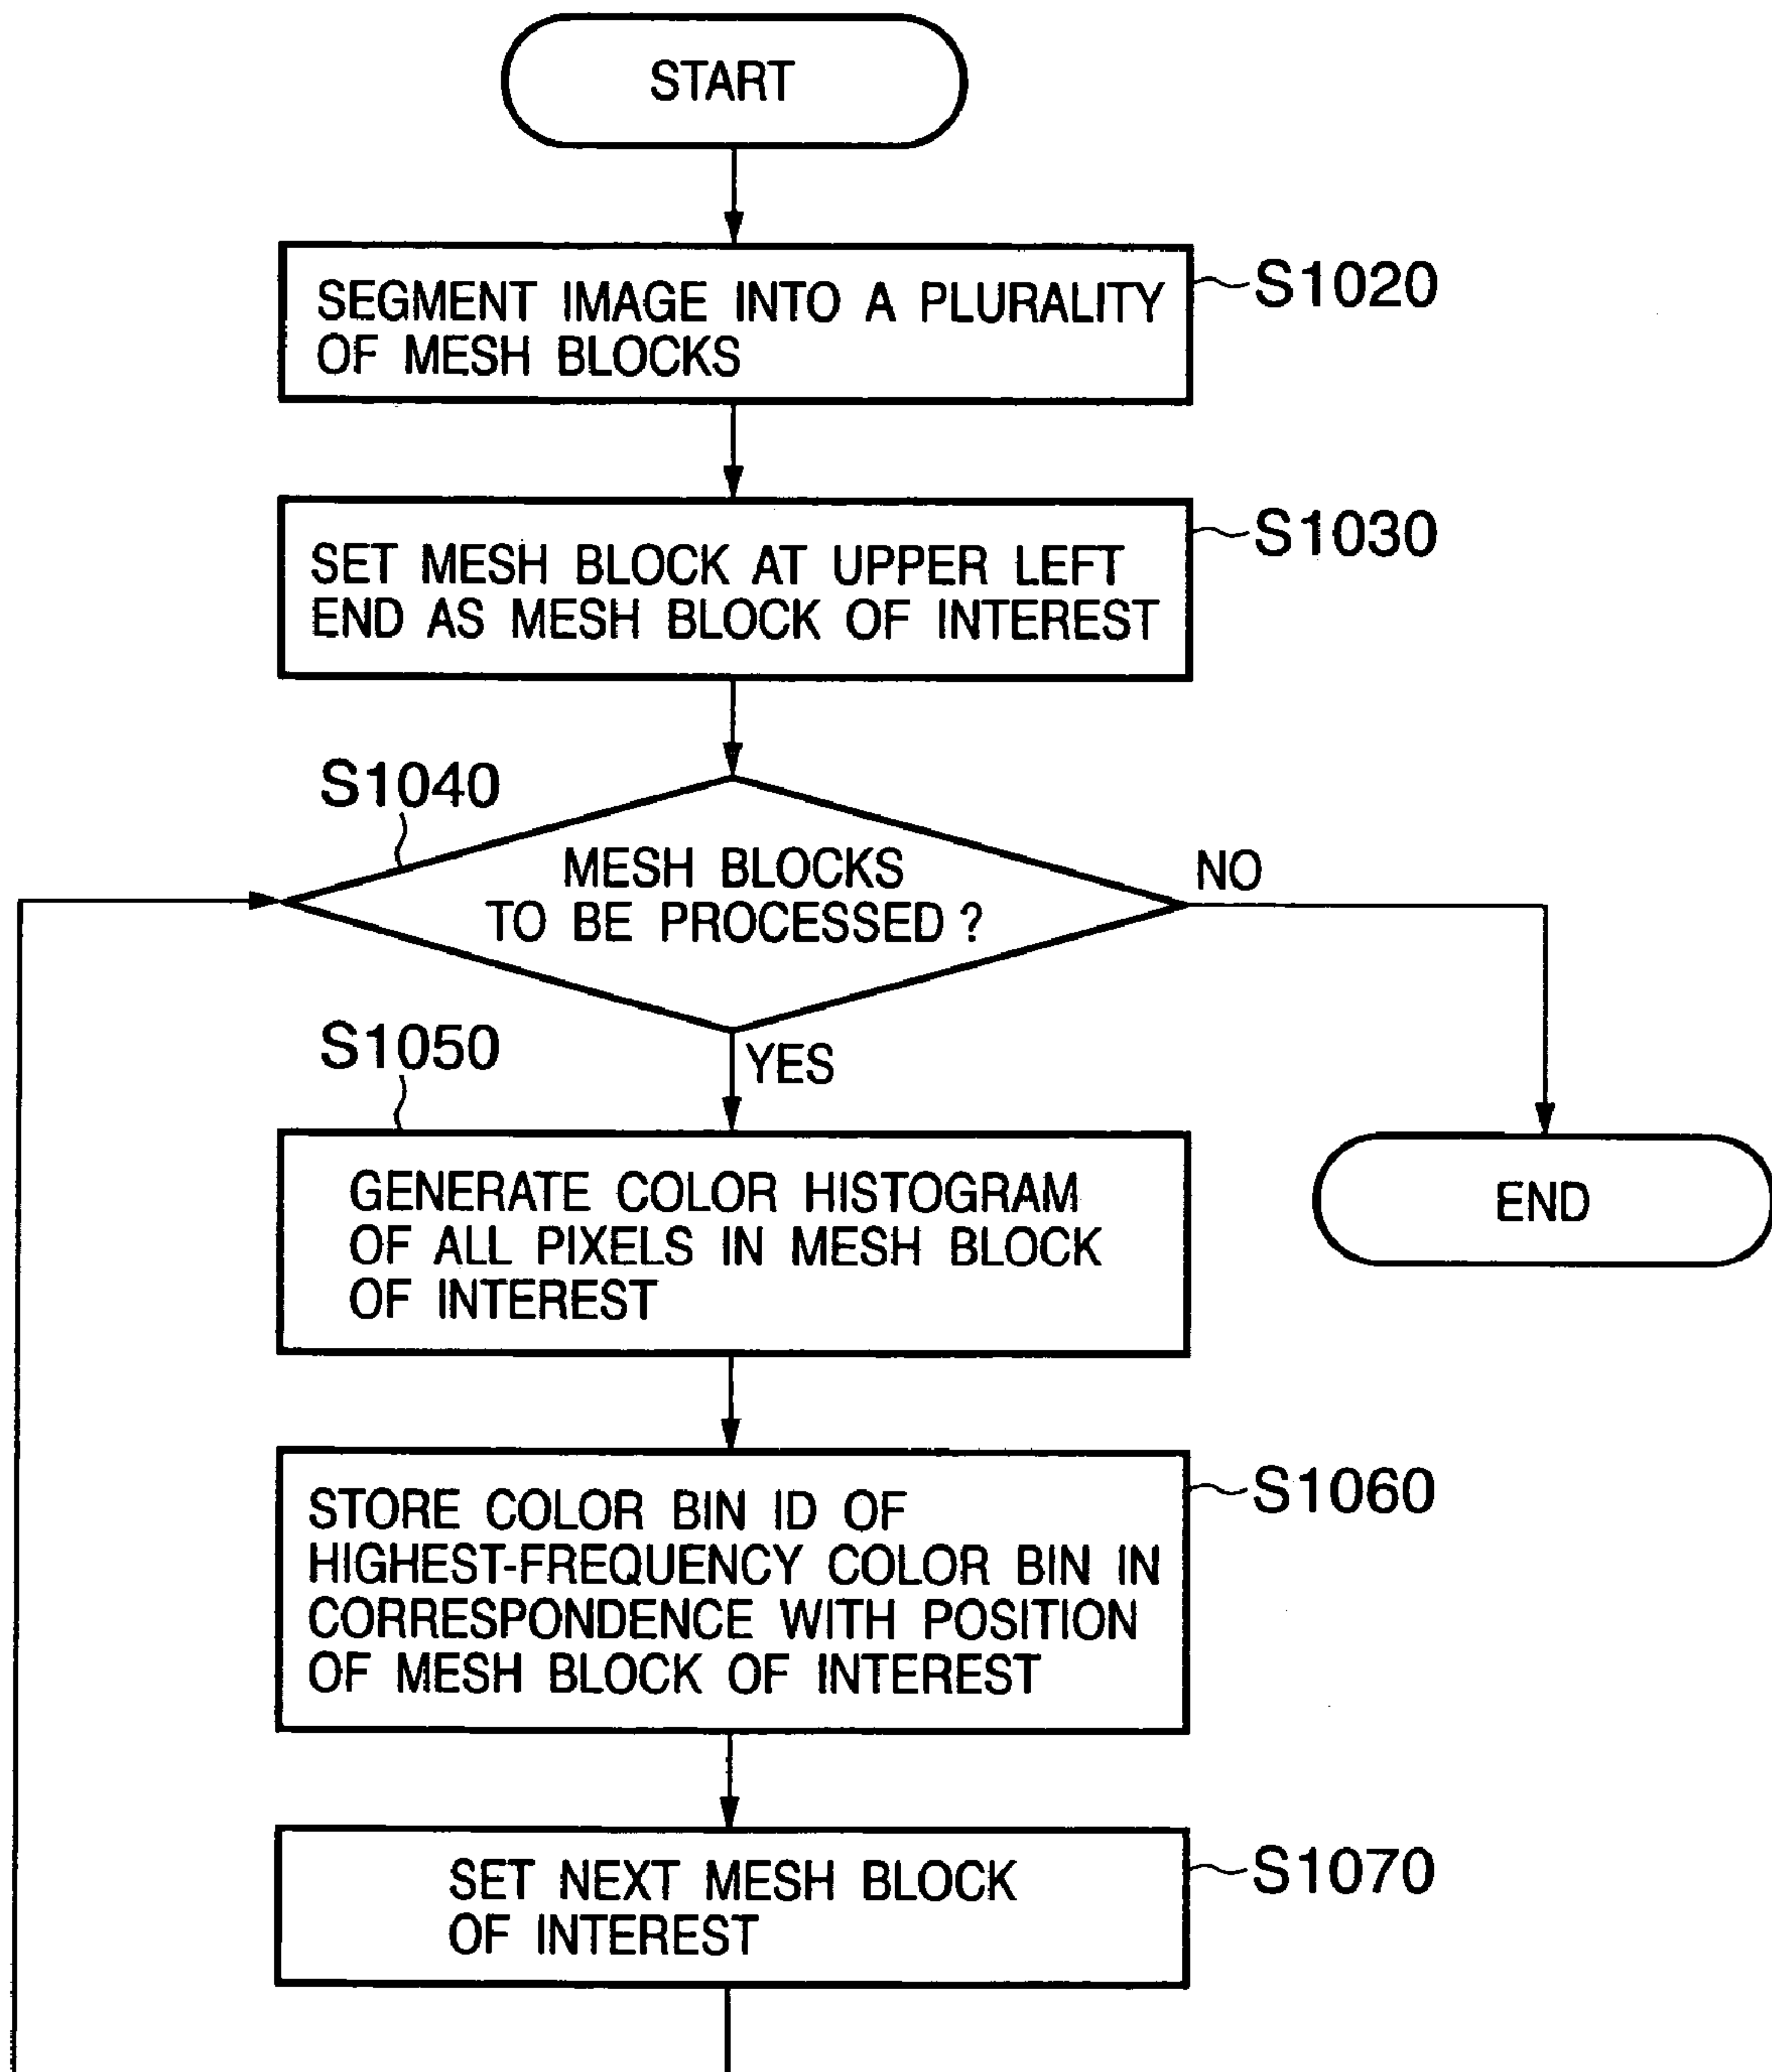 START
SEGMENT IMAGE INTO A PLURALITY
OF MESH BLOCKS
S1020
SET MESH BLOCK AT UPPER LEFT
END AS MESH BLOCK OF INTEREST
S1030
S1040
MESH BLOCKS
TO BE PROCESSED ?
NO
YES
S1050
GENERATE COLOR HISTOGRAM
OF ALL PIXELS IN MESH BLOCK
OF INTEREST
END
STORE COLOR BIN ID OF
HIGHEST-FREQUENCY COLOR BIN IN
CORRESPONDENCE WITH POSITION
OF MESH BLOCK OF INTEREST
S1060
SET NEXT MESH BLOCK
OF INTEREST
S1070